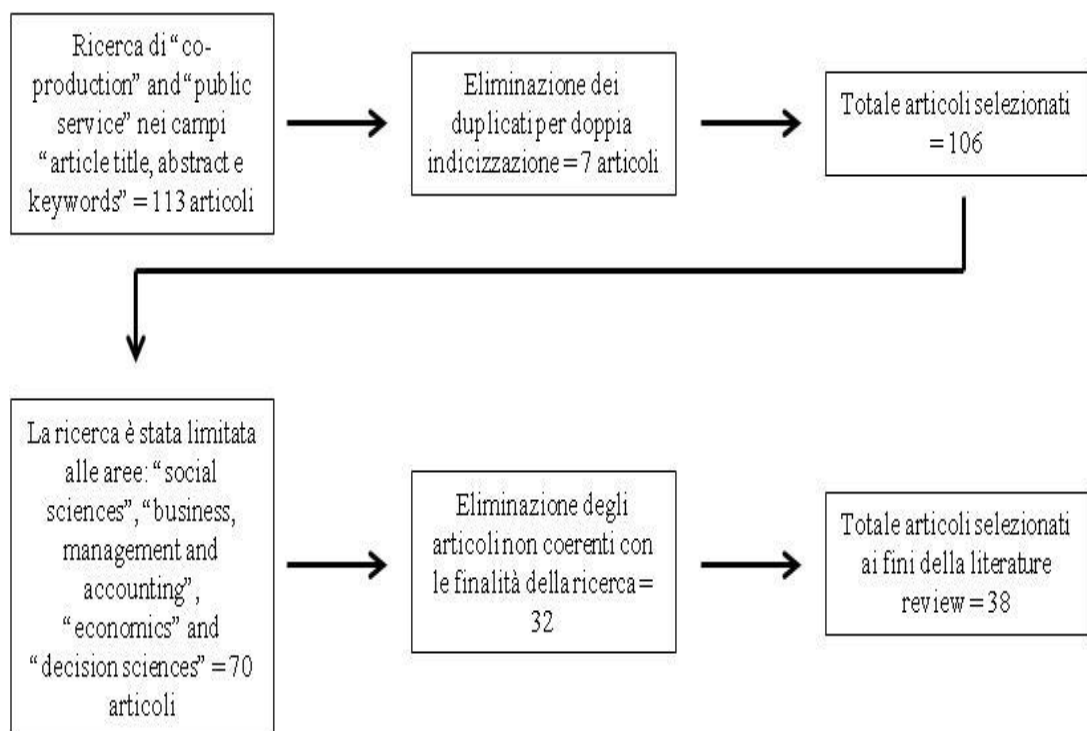 Ricerca di “co-
production” and “public
service” nei campi
“article title, abstract e
keywords” = 113 articoli
Eliminazione dei
duplicati per doppia
indicizzazione = 7 articoli
Totale articoli selezionati
= 106
La ricerca è stata limitata
alle aree: “social
sciences”, “business,
management and
accounting”,
“economics” and
“decision sciences” = 70
articoli
Eliminazione degli
articoli non coerenti con
le finalità della ricerca =
32
Totale articoli selezionati
ai fini della literature
review = 38